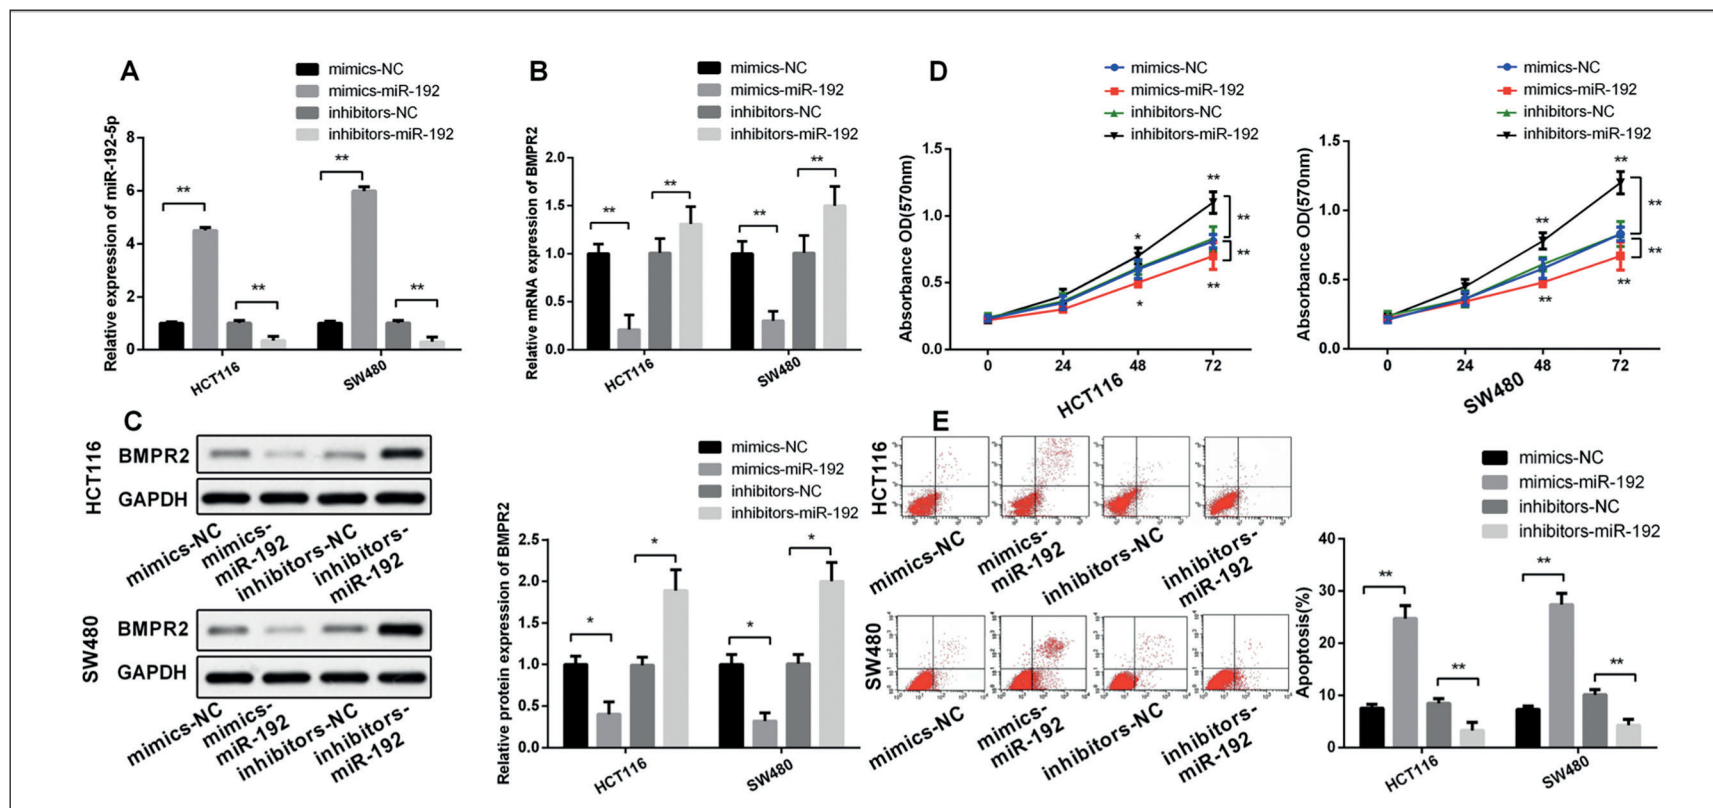 A
mimics-NC
mimics-miR-192
inhibitors-NC
inhibitors-miR-192
Relative expression of miR-192-5p
8
6
4
2
0
**
**
**
**
HCT116
SW480
B
mimics-NC
mimics-miR-192
inhibitors-NC
inhibitors-miR-192
Relative mRNA expression of BMPR2
2.0
1.5
1.0
0.5
0.0
**
**
**
**
HCT116
SW480
D
mimics-NC
mimics-miR-192
inhibitors-NC
inhibitors-miR-192
Absorbance OD(570nm)
1.5
1.0
0.5
0.0
*
*
**
**
**
**
0
24
48
72
HCT116
mimics-NC
mimics-miR-192
inhibitors-NC
inhibitors-miR-192
Absorbance OD(570nm)
1.5
1.0
0.5
0.0
**
**
**
**
**
**
0
24
48
72
SW480
C
HCT116
BMPR2
GAPDH
mimics-NC
mimics-
miR-192
inhibitors-NC
inhibitors-
miR-192
SW480
BMPR2
GAPDH
mimics-NC
mimics-
miR-192
inhibitors-NC
inhibitors-
miR-192
mimics-NC
mimics-miR-192
inhibitors-NC
inhibitors-miR-192
Relative protein expression of BMPR2
2.5
2.0
1.5
1.0
0.5
0.0
*
*
*
*
HCT116
SW480
E
HCT116
mimics-NC
mimics-
miR-192
inhibitors-NC
inhibitors-
miR-192
SW480
mimics-NC
mimics-
miR-192
inhibitors-NC
inhibitors-
miR-192
mimics-NC
mimics-miR-192
inhibitors-NC
inhibitors-miR-192
Apoptosis(%)
40
30
20
10
0
**
**
**
**
HCT116
SW480